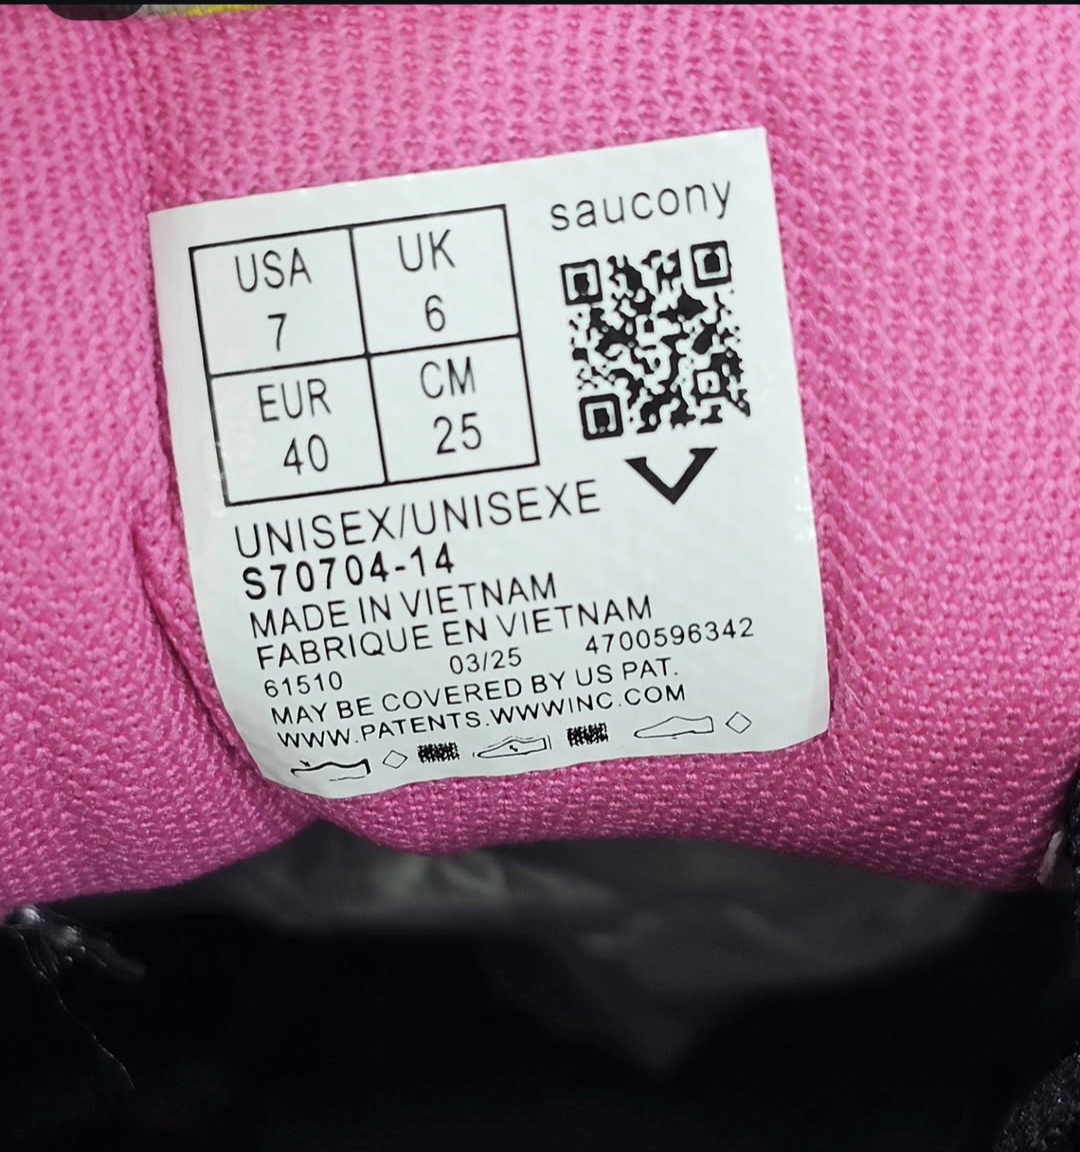 saucony
USA UK
7 6
EUR CM
40 25
UNISEX/UNISEXE
S70704-14
MADE IN VIETNAM
FABRIQUE EN VIETNAM
61510 03/25 4700596342
MAY BE COVERED BY US PAT.
WWW.PATENTS.WWWINC.COM